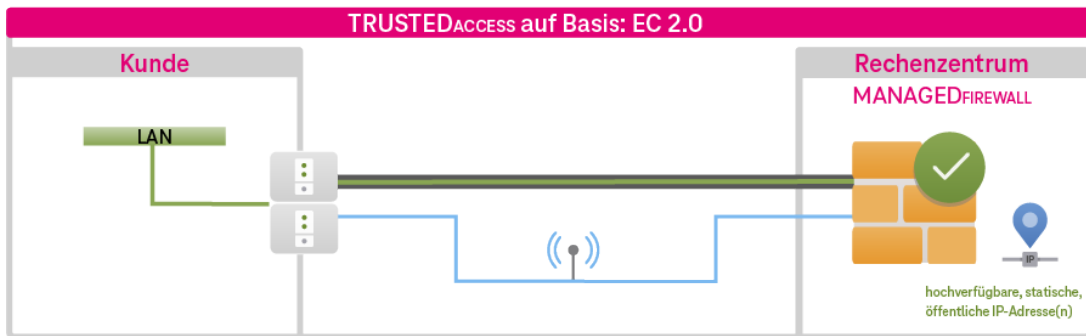 TRUSTEDACCESS auf Basis: EC 2.0
Kunde
Rechenzentrum
MANAGEDFIREWALL
LAN
IP
hochverfügbare, statische,
öffentliche IP-Adresse(n)